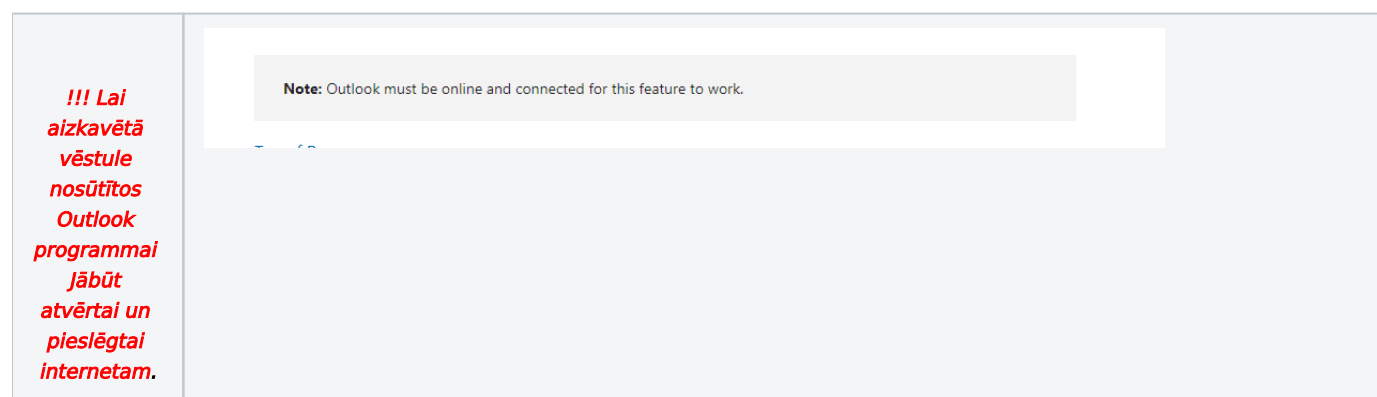 !!! Lai
aizkavētā
vēstule
nosūtītos
Outlook
programmai
Jābūt
atvērtai un
pieslēgtai
internetam.
Note: Outlook must be online and connected for this feature to work.